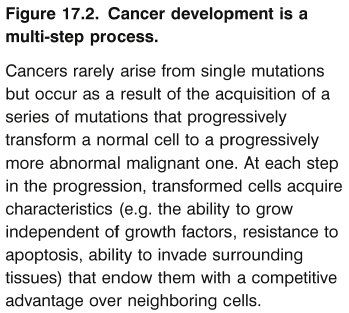 Figure 17.2. Cancer development is a
multi-step process.
Cancers rarely arise from single mutations
but occur as a result of the acquisition of a
series of mutations that progressively
transform a normal cell to a progressively
more abnormal malignant one. At each step
in the progression, transformed cells acquire
characteristics (e.g. the ability to grow
independent of growth factors, resistance to
apoptosis, ability to invade surrounding
tissues) that endow them with a competitive
advantage over neighboring cells.